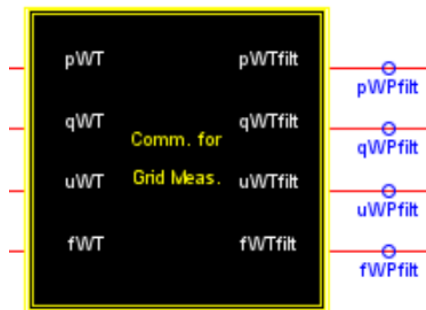 pWT pWTfilt
pWPfilt
qWT qWTfilt
Comm. for
qWPfilt
Grid Meas.
uWT uWTfilt
uWPfilt
fWT fWTfilt
fWPfilt